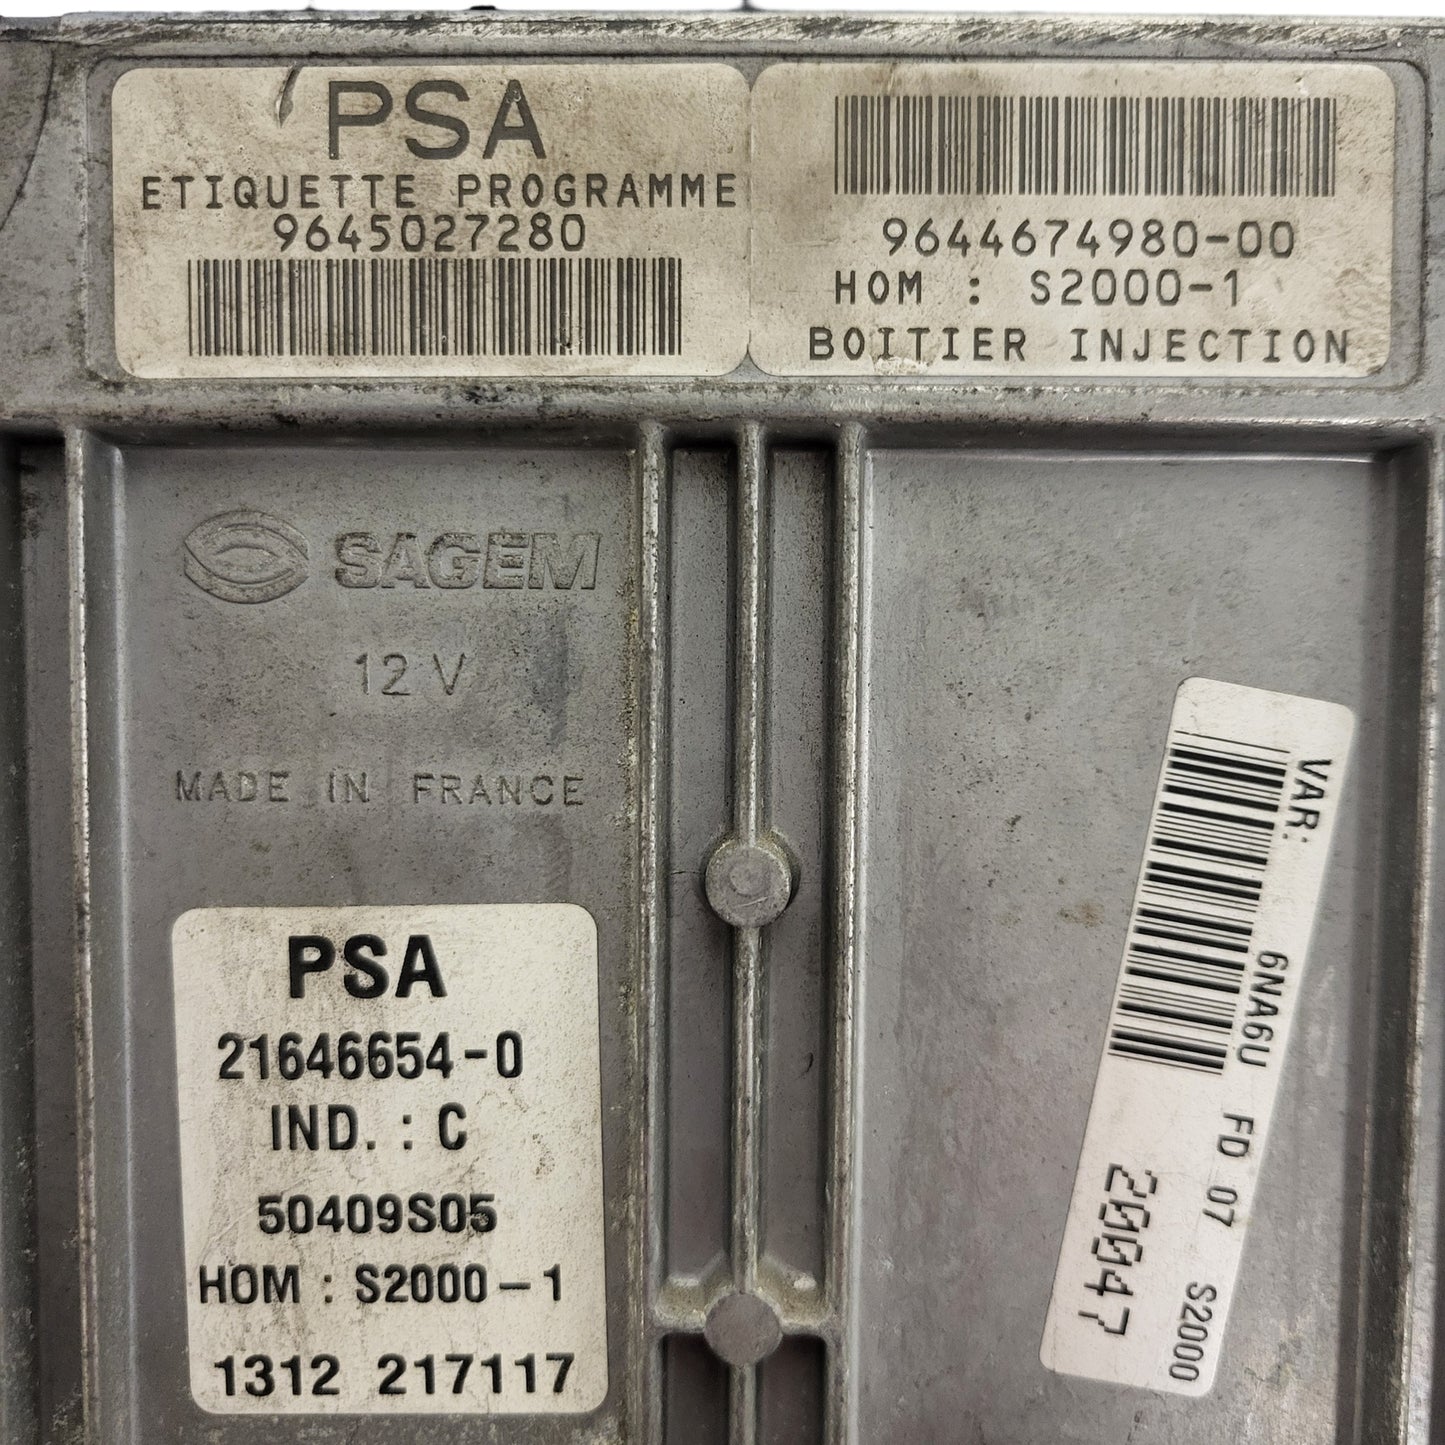 PSA
ETIQUETTE PROGRAMME
9645027280
9644674980-00
HOM : S2000-1
BOITIER INJECTION
SAGEM
12 V
MADE IN FRANCE
PSA
21646654-0
IND. : C
50409S05
HOM : S2000-1
1312 217117
VAR:
6NA6U FD 07 S2000
20047